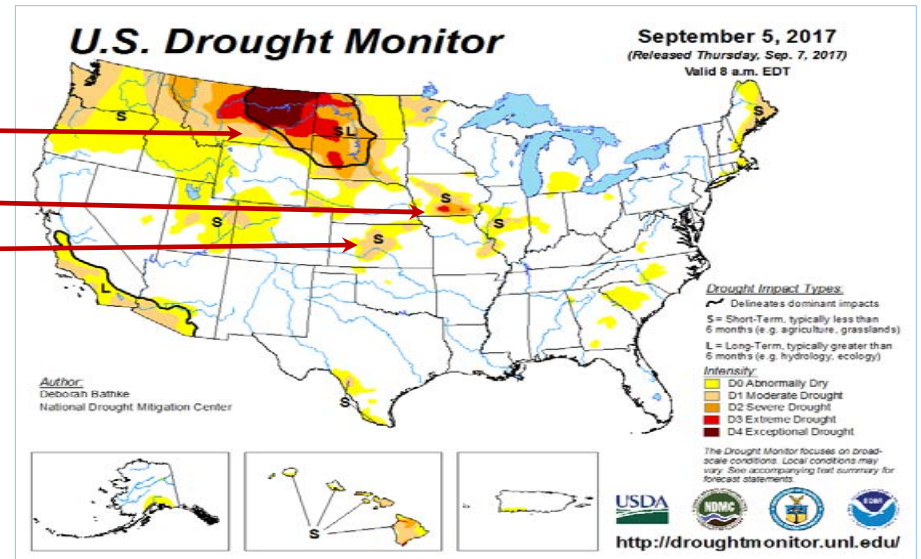 U.S. Drought Monitor
September 5, 2017
(Released Thursday, Sep. 7, 2017)
Valid 8 a.m. EDT
S
SL
S
S
S
S
S
L
S
Drought Impact Types:
Delineates dominant impacts
S = Short-Term, typically less than
6 months (e.g. agriculture, grasslands)
L = Long-Term, typically greater than
6 months (e.g. hydrology, ecology)
Intensity:
D0 Abnormally Dry
D1 Moderate Drought
D2 Severe Drought
D3 Extreme Drought
D4 Exceptional Drought
Author:
Deborah Bathke
National Drought Mitigation Center
The Drought Monitor focuses on broad-
scale conditions. Local conditions may
vary. See accompanying text summary for
forecast statements.
S
USDA
NDMC
http://droughtmonitor.unl.edu/